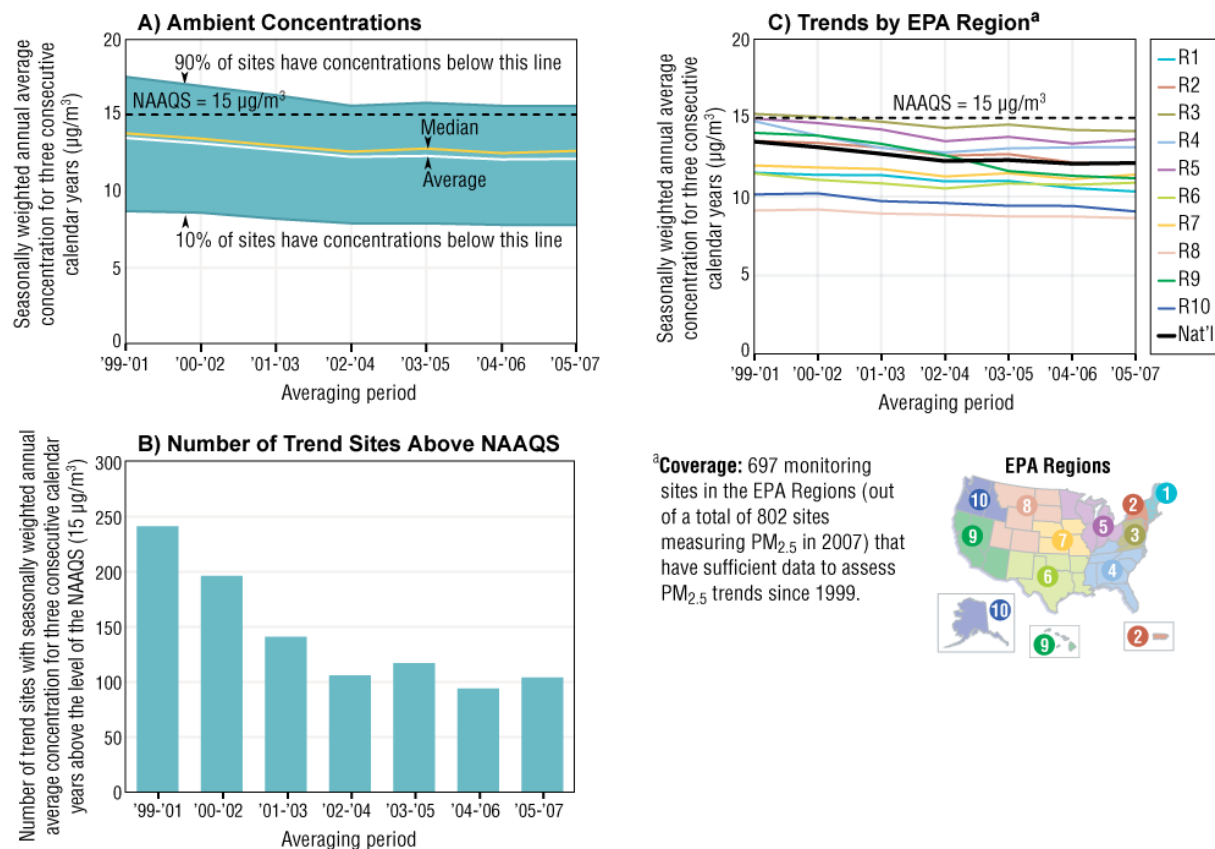 A) Ambient Concentrations
Seasonally weighted annual average
concentration for three consecutive
calendar years (µg/m³)
20
15
10
5
0
90% of sites have concentrations below this line
NAAQS = 15 µg/m³
Median
Average
10% of sites have concentrations below this line
'99-'01
'00-'02
'01-'03
'02-'04
'03-'05
'04-'06
'05-'07
Averaging period
C) Trends by EPA Regionᵃ
Seasonally weighted annual average
concentration for three consecutive
calendar years (µg/m³)
20
15
10
5
0
NAAQS = 15 µg/m³
'99-'01
'00-'02
'01-'03
'02-'04
'03-'05
'04-'06
'05-'07
Averaging period
R1
R2
R3
R4
R5
R6
R7
R8
R9
R10
Nat'l
B) Number of Trend Sites Above NAAQS
Number of trend sites with seasonally weighted annual
average concentration for three consecutive calendar
years above the level of the NAAQS (15 µg/m³)
300
250
200
150
100
50
0
'99-'01
'00-'02
'01-'03
'02-'04
'03-'05
'04-'06
'05-'07
Averaging period
ᵃCoverage: 697 monitoring
sites in the EPA Regions (out
of a total of 802 sites
measuring PM₂.₅ in 2007) that
have sufficient data to assess
PM₂.₅ trends since 1999.
EPA Regions
10
8
2
1
5
3
9
7
4
6
10
9
2